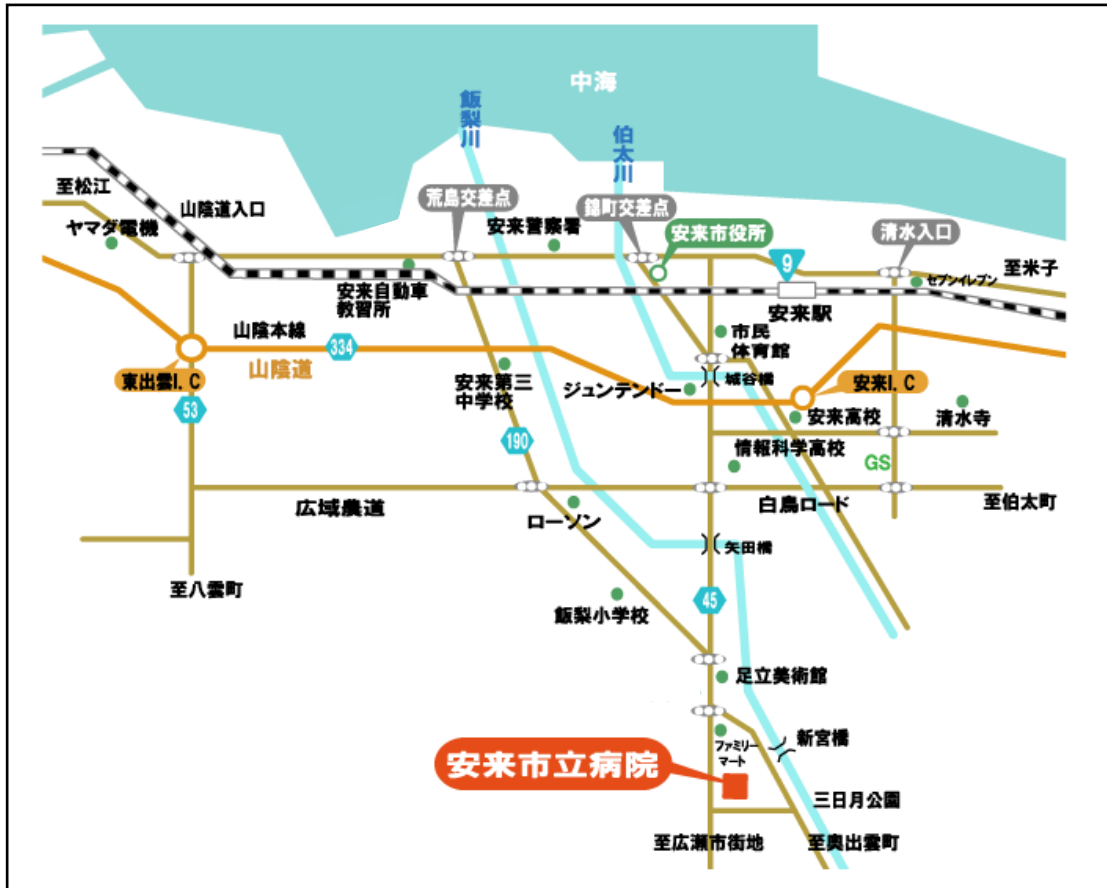 中海
飯梨川
伯太川
至松江
山陰道入口
荒島交差点
錦町交差点
ヤマダ電機
安来警察署
安来市役所
清水入口
9
至米子
セブンイレブン
安来自動車
教習所
安来駅
山陰本線
334
市民
体育館
山陰道
東出雲I.C
安来第三
中学校
ジュンテンドー
城谷橋
安来I.C
53
安来高校
清水寺
190
情報科学高校
GS
広域農道
ローソン
白鳥ロード
至伯太町
矢田橋
至八雲町
飯梨小学校
45
足立美術館
新宮橋
ファミリー
マート
安来市立病院
三日月公園
至広瀬市街地
至奥出雲町